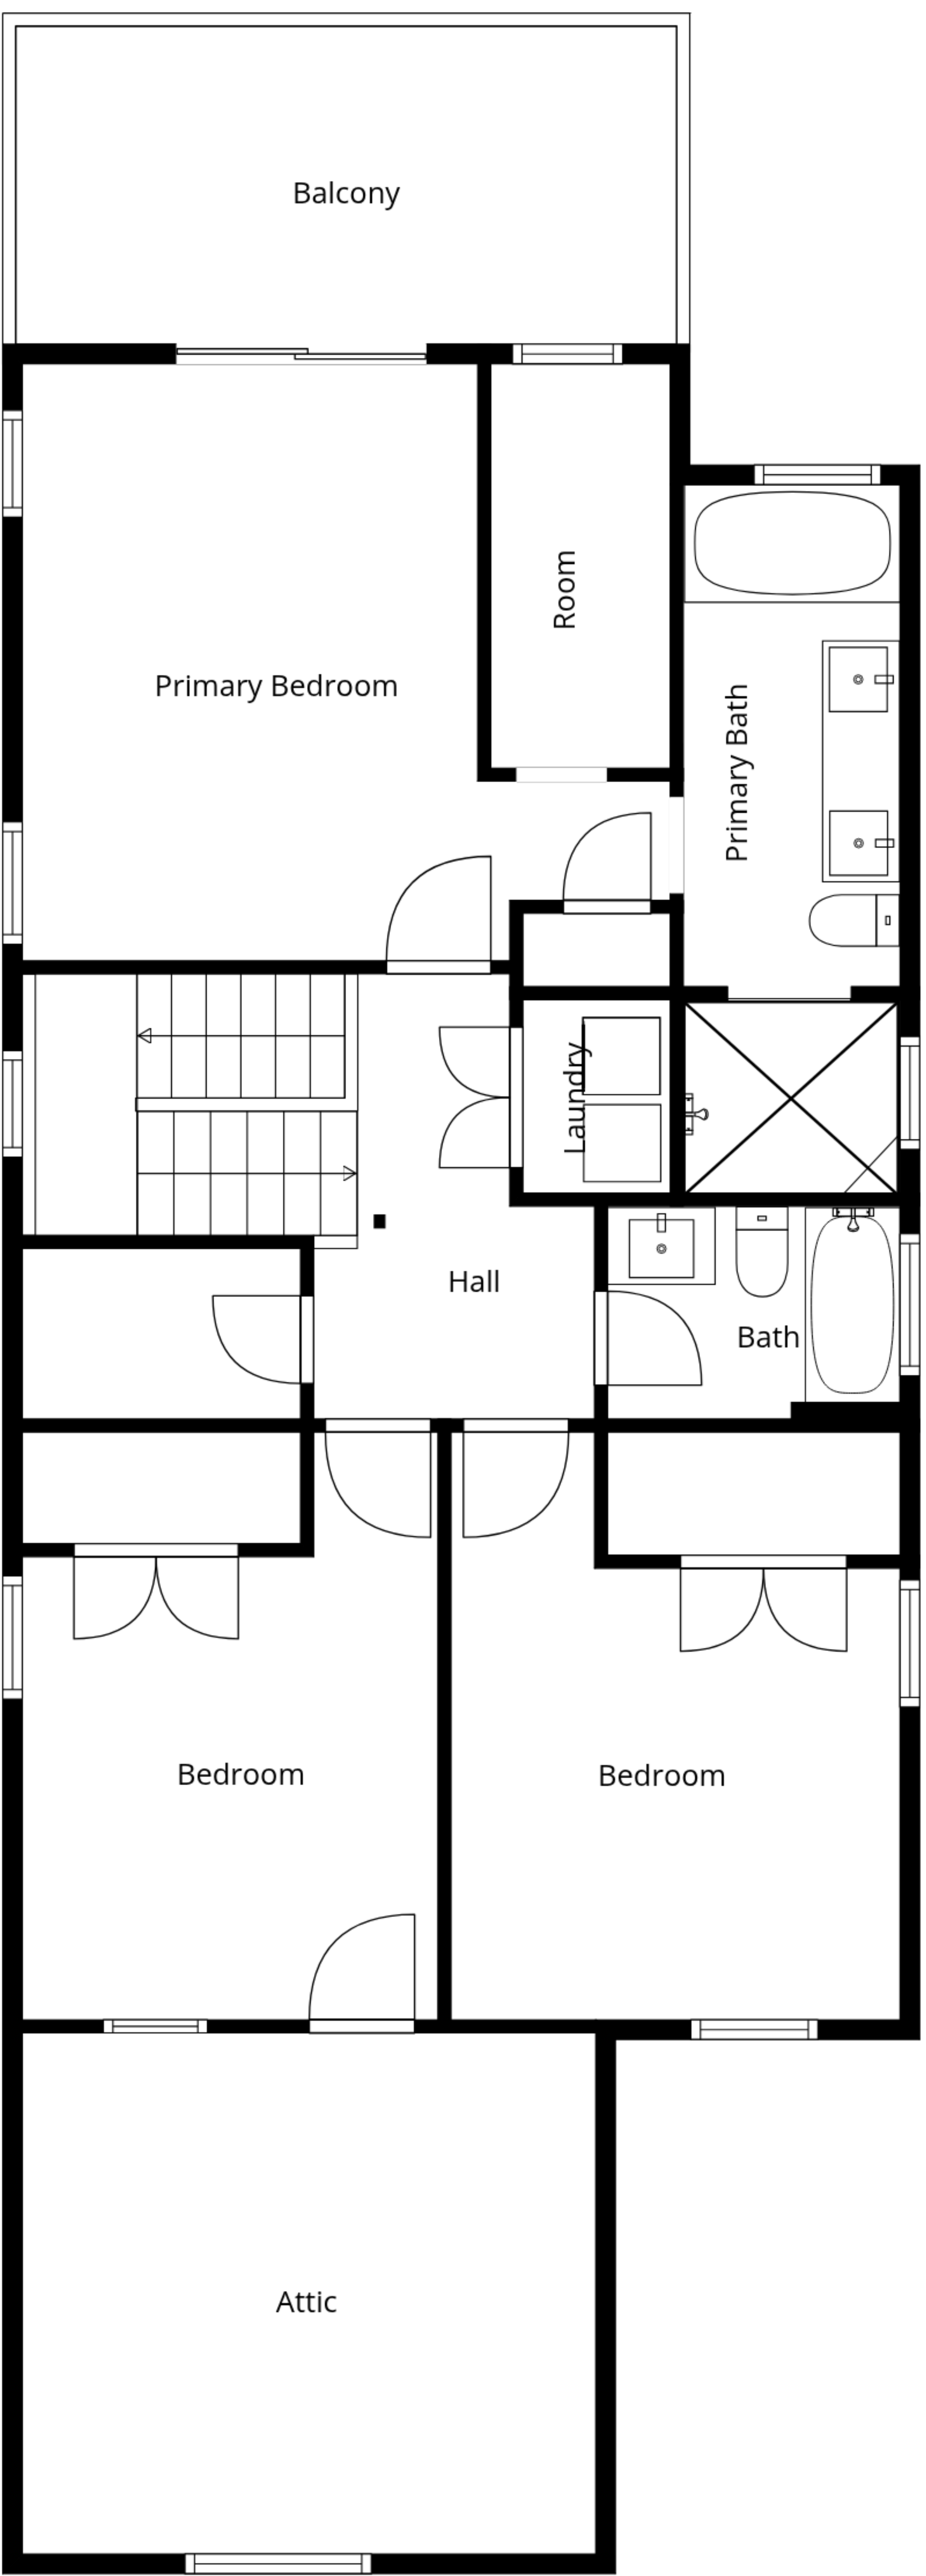 Balcony
Room
Primary Bedroom
Primary Bath
Laundry
Hall
Bath
Bedroom
Bedroom
Attic